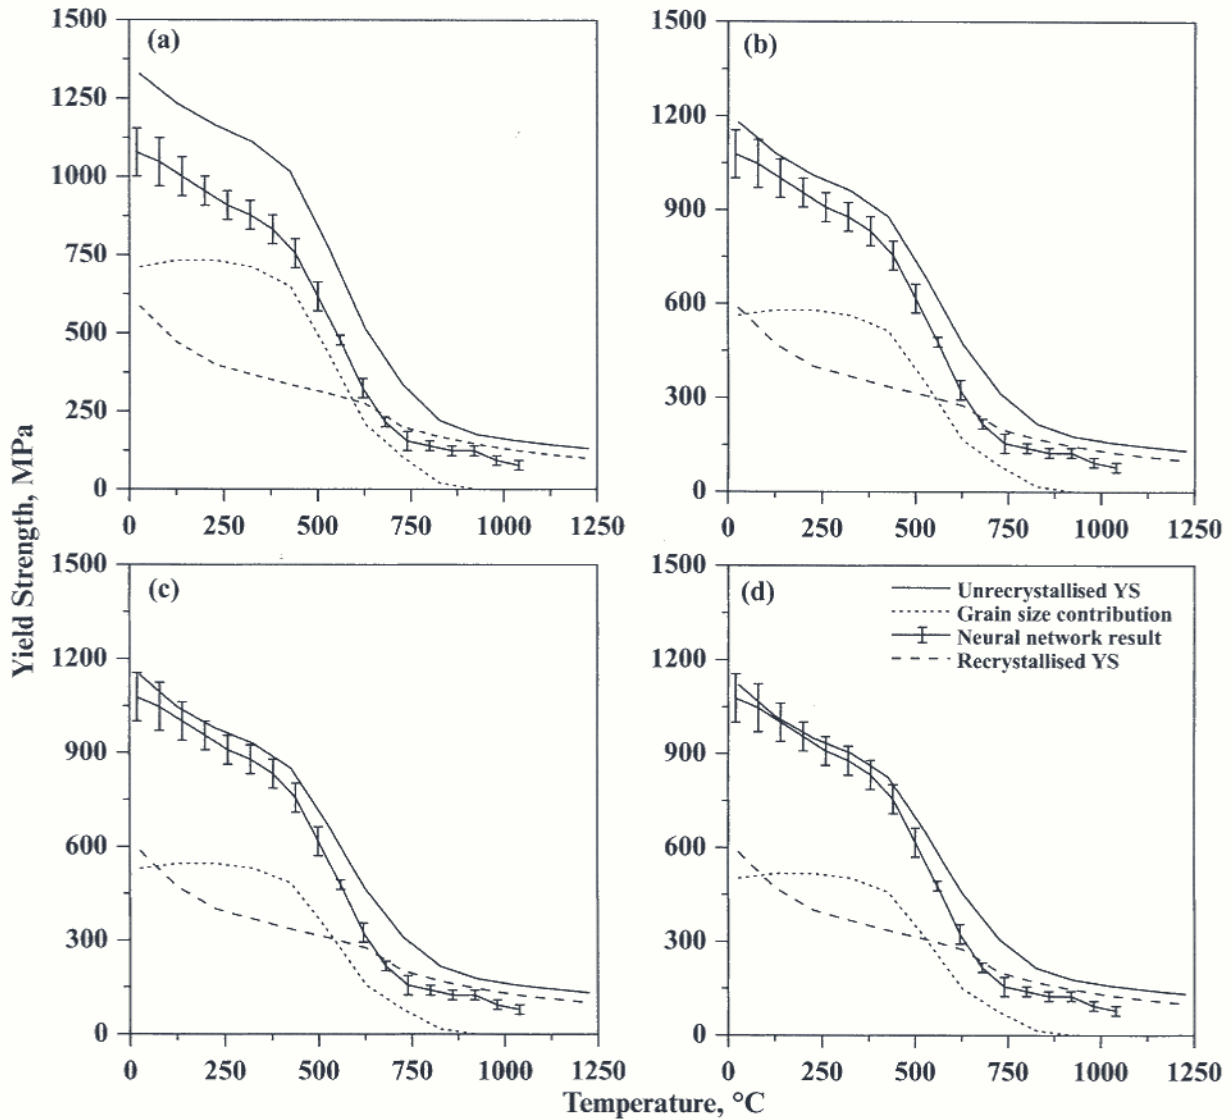 Yield Strength, MPa
(a)
1500
1250
1000
750
500
250
0
0 250 500 750 1000 1250
(b)
1500
1200
900
600
300
0
0 250 500 750 1000 1250
(c)
1500
1200
900
600
300
0
0 250 500 750 1000 1250
(d)
Unrecrystallised YS
Grain size contribution
Neural network result
Recrystallised YS
1500
1200
900
600
300
0
0 250 500 750 1000 1250
Temperature, °C